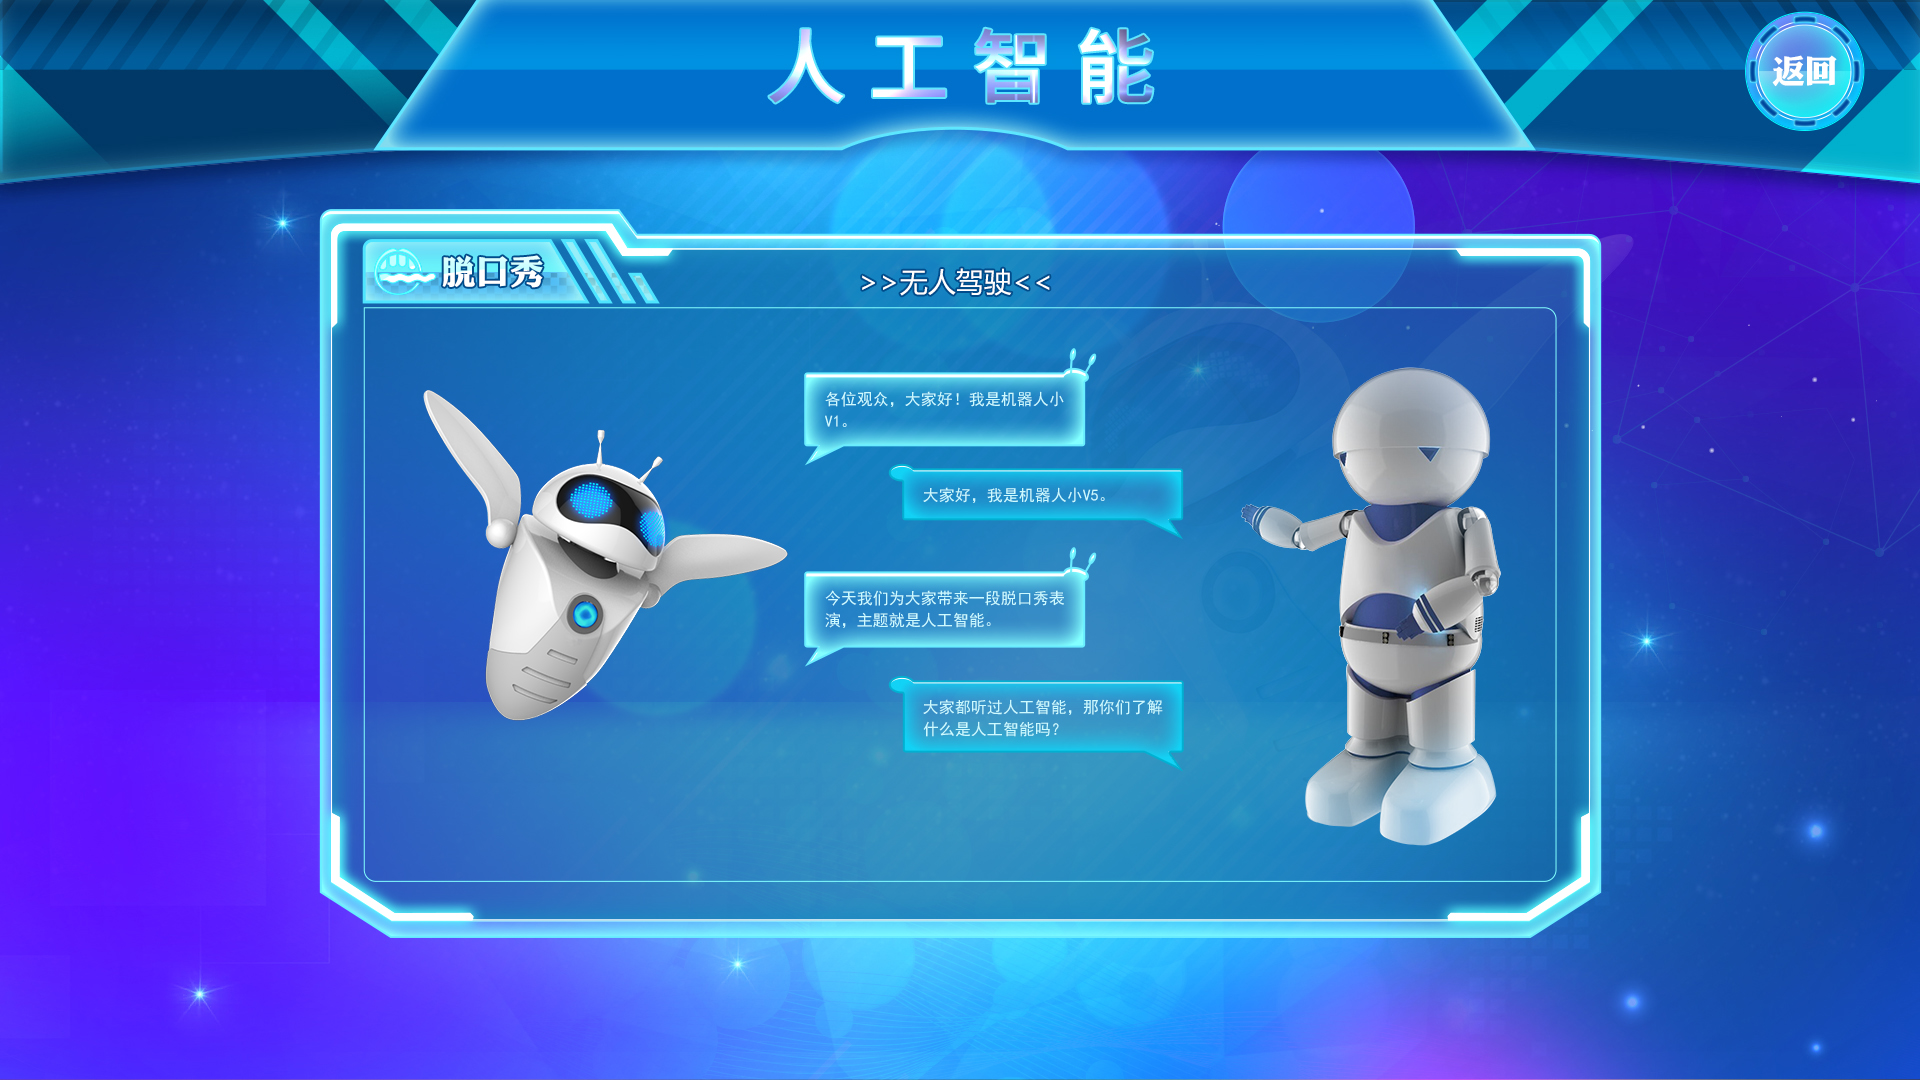 人工智能
返回
脱口秀
>>无人驾驶<<
各位观众，大家好！我是机器人小
V1。
大家好，我是机器人小V5。
今天我们为大家带来一段脱口秀表
演，主题就是人工智能。
大家都听过人工智能，那你们了解
什么是人工智能吗？